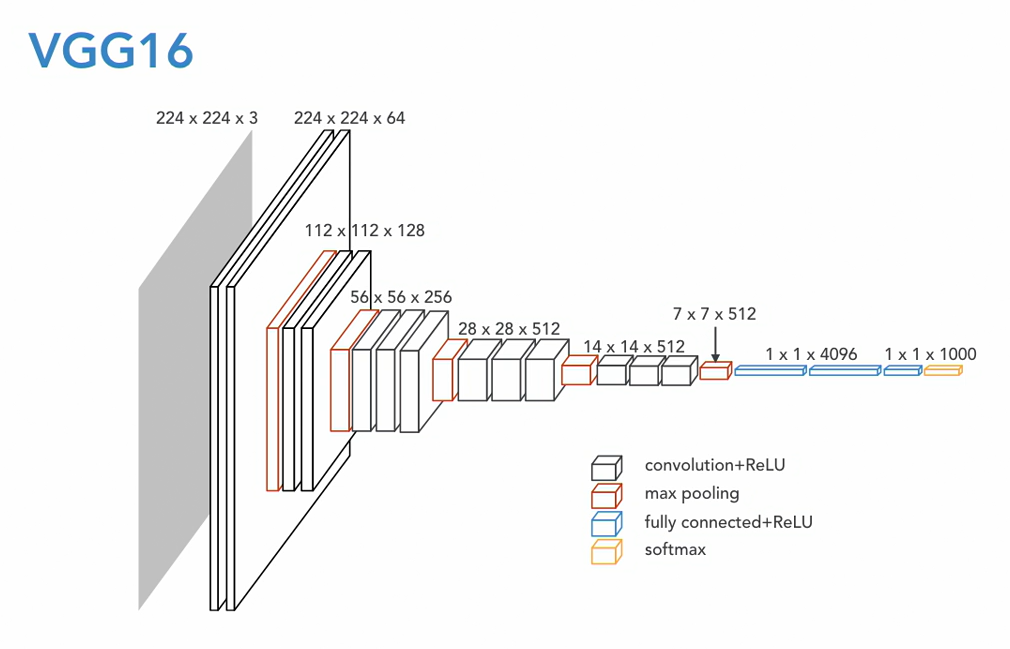 VGG16
224 x 224 x 3
224 x 224 x 64
112 x 112 x 128
56 x 56 x 256
28 x 28 x 512
14 x 14 x 512
7 x 7 x 512
1 x 1 x 4096
1 x 1 x 1000
convolution+ReLU
max pooling
fully connected+ReLU
softmax